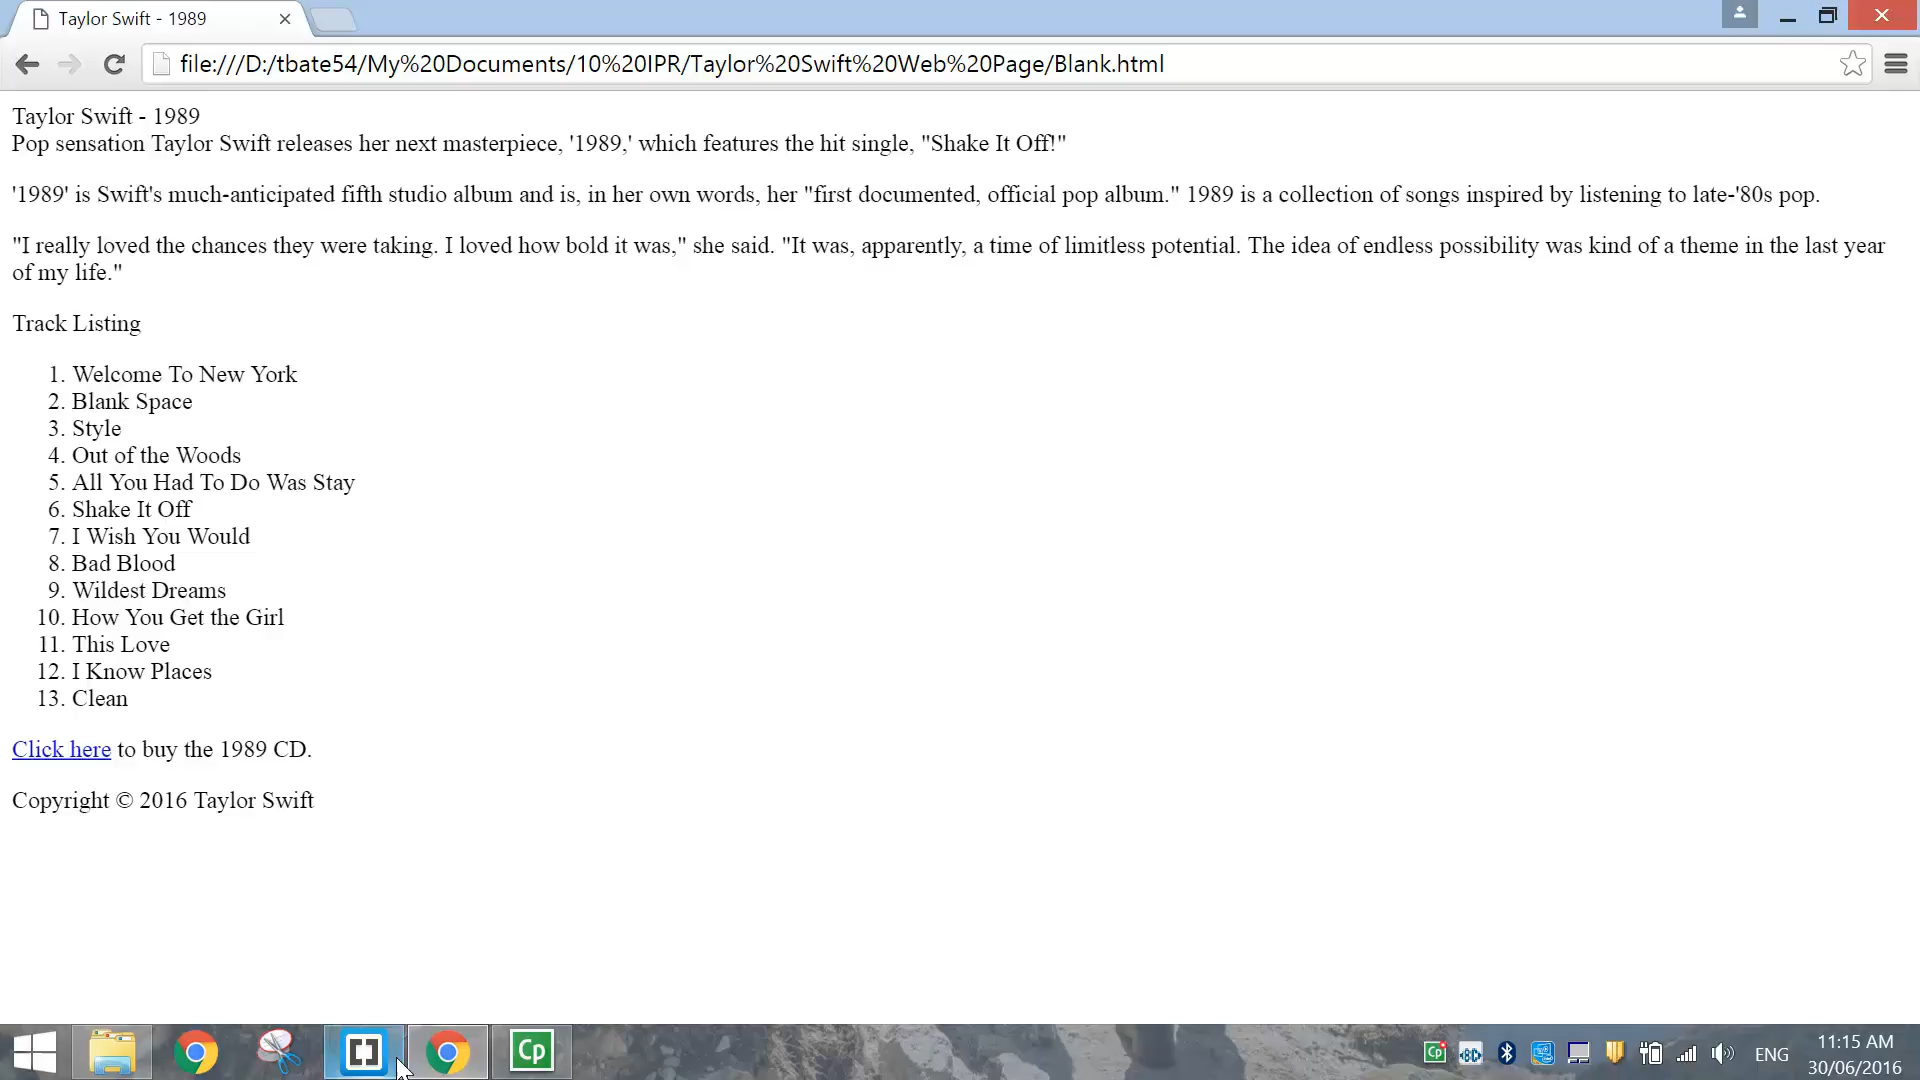 Taylor Swift - 1989
file:///D:/tbate54/My%20Documents/10%20IPR/Taylor%20Swift%20Web%20Page/Blank.html
Taylor Swift - 1989
Pop sensation Taylor Swift releases her next masterpiece, '1989,' which features the hit single, "Shake It Off!"
'1989' is Swift's much-anticipated fifth studio album and is, in her own words, her "first documented, official pop album." 1989 is a collection of songs inspired by listening to late-'80s pop.
"I really loved the chances they were taking. I loved how bold it was," she said. "It was, apparently, a time of limitless potential. The idea of endless possibility was kind of a theme in the last year
of my life."
Track Listing
1. Welcome To New York
2. Blank Space
3. Style
4. Out of the Woods
5. All You Had To Do Was Stay
6. Shake It Off
7. I Wish You Would
8. Bad Blood
9. Wildest Dreams
10. How You Get the Girl
11. This Love
12. I Know Places
13. Clean
Click here to buy the 1989 CD.
Copyright © 2016 Taylor Swift
Cp
Cp
ENG
11:15 AM
30/06/2016